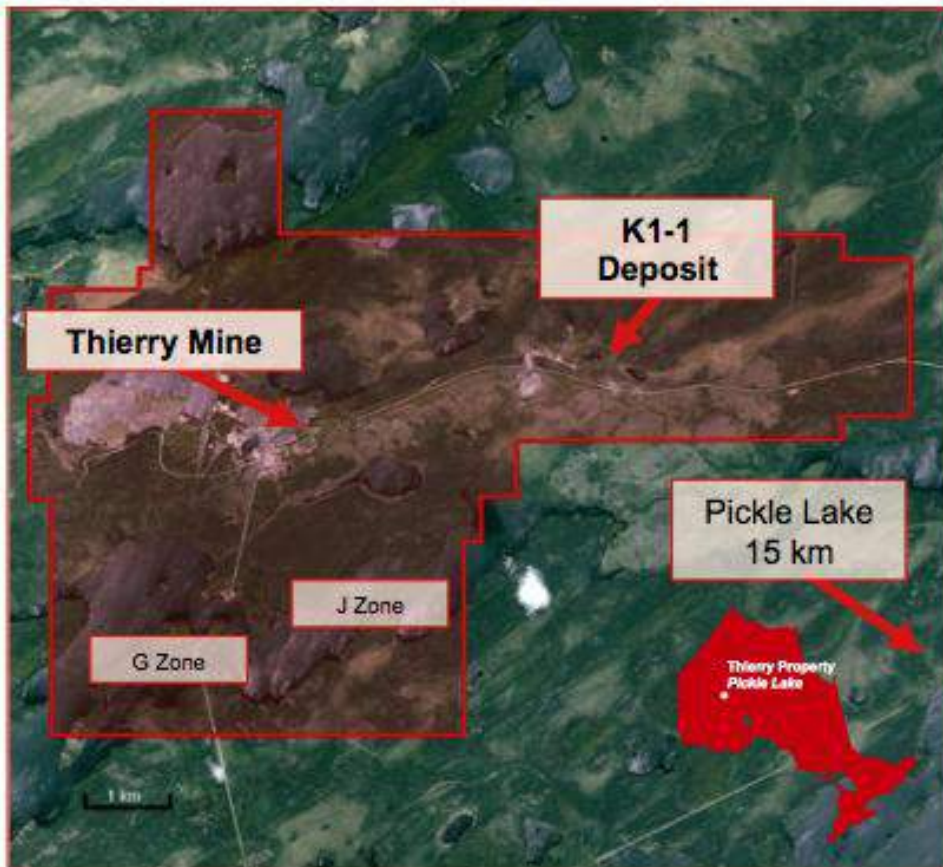 K1-1
Deposit
Thierry Mine
Pickle Lake
15 km
J Zone
G Zone
Thierry Property
Pickle Lake
1 km